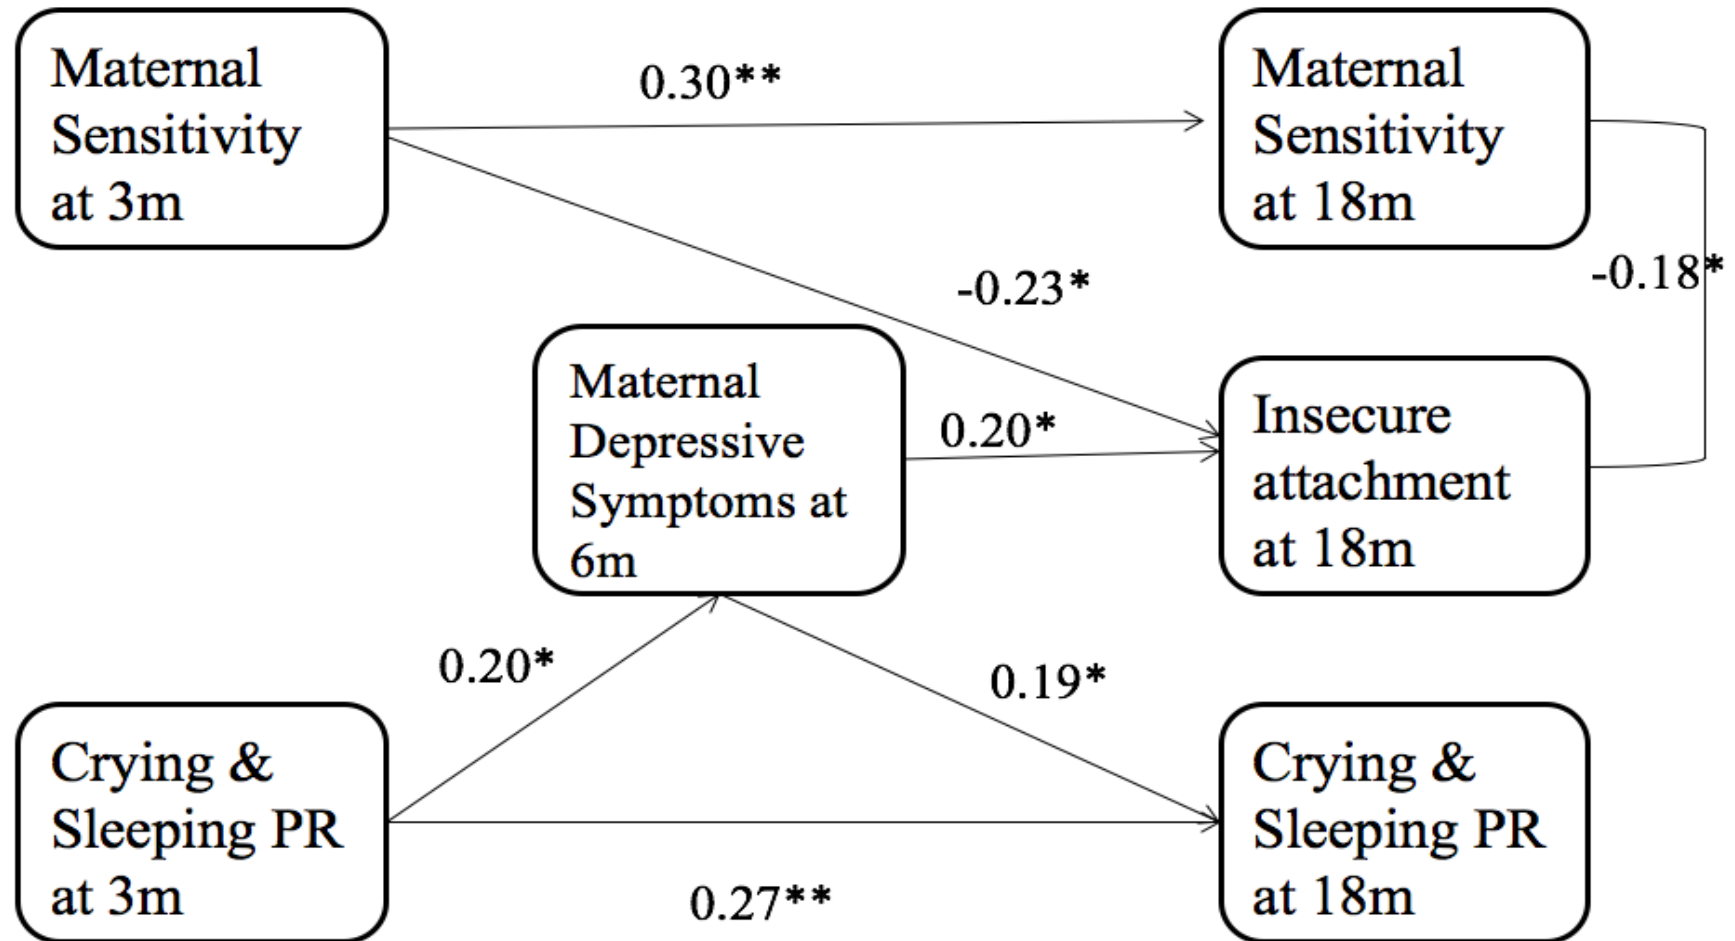 Maternal
Sensitivity
at 3m
0.30**
Maternal
Sensitivity
at 18m
-0.23*
-0.18*
Maternal
Depressive
Symptoms at
6m
0.20*
Insecure
attachment
at 18m
0.20*
0.19*
Crying &
Sleeping PR
at 3m
0.27**
Crying &
Sleeping PR
at 18m